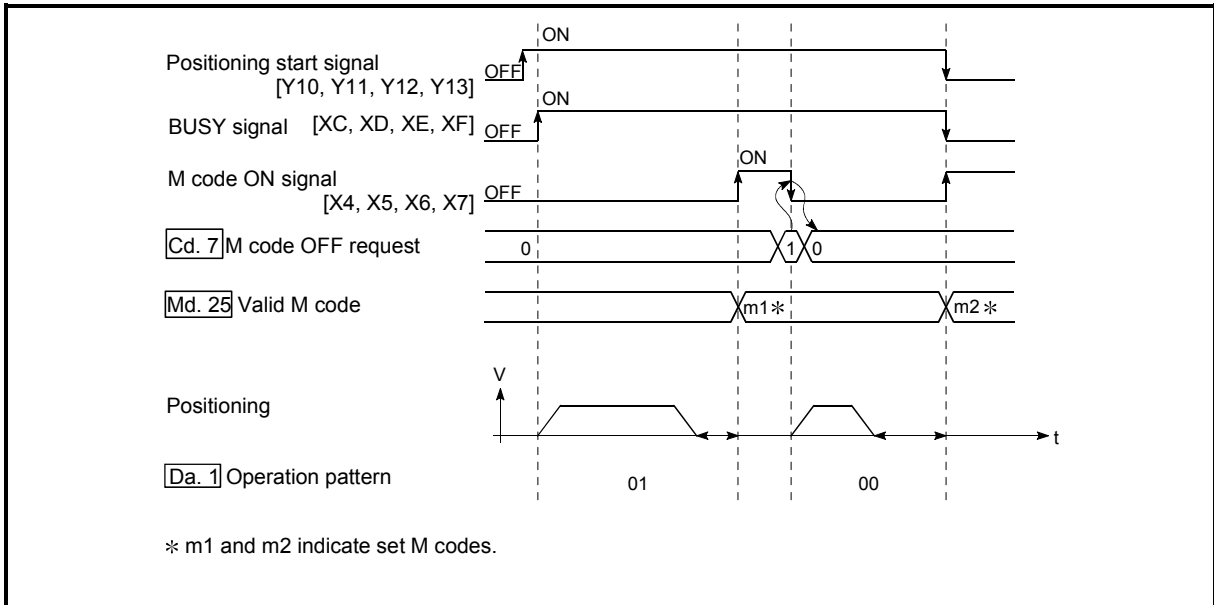 ON
Positioning start signal
[Y10, Y11, Y12, Y13]
OFF
ON
BUSY signal [XC, XD, XE, XF]
OFF
ON
M code ON signal
[X4, X5, X6, X7]
OFF
Cd. 7 M code OFF request
0
1
0
Md. 25 Valid M code
m1*
m2*
V
Positioning
t
Da. 1 Operation pattern
01
00
* m1 and m2 indicate set M codes.